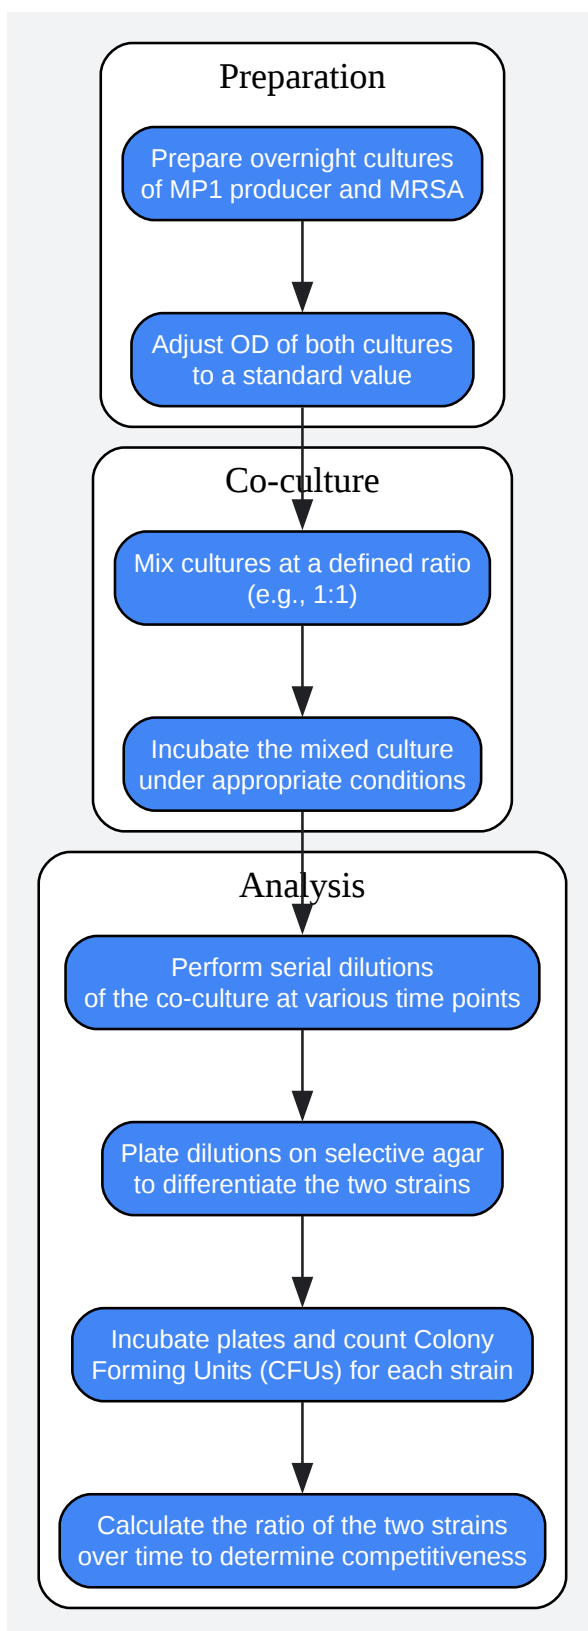 Preparation
Prepare overnight cultures
of MP1 producer and MRSA
Adjust OD of both cultures
to a standard value
Co-culture
Mix cultures at a defined ratio
(e.g., 1:1)
Incubate the mixed culture
under appropriate conditions
Analysis
Perform serial dilutions
of the co-culture at various time points
Plate dilutions on selective agar
to differentiate the two strains
Incubate plates and count Colony
Forming Units (CFUs) for each strain
Calculate the ratio of the two strains
over time to determine competitiveness